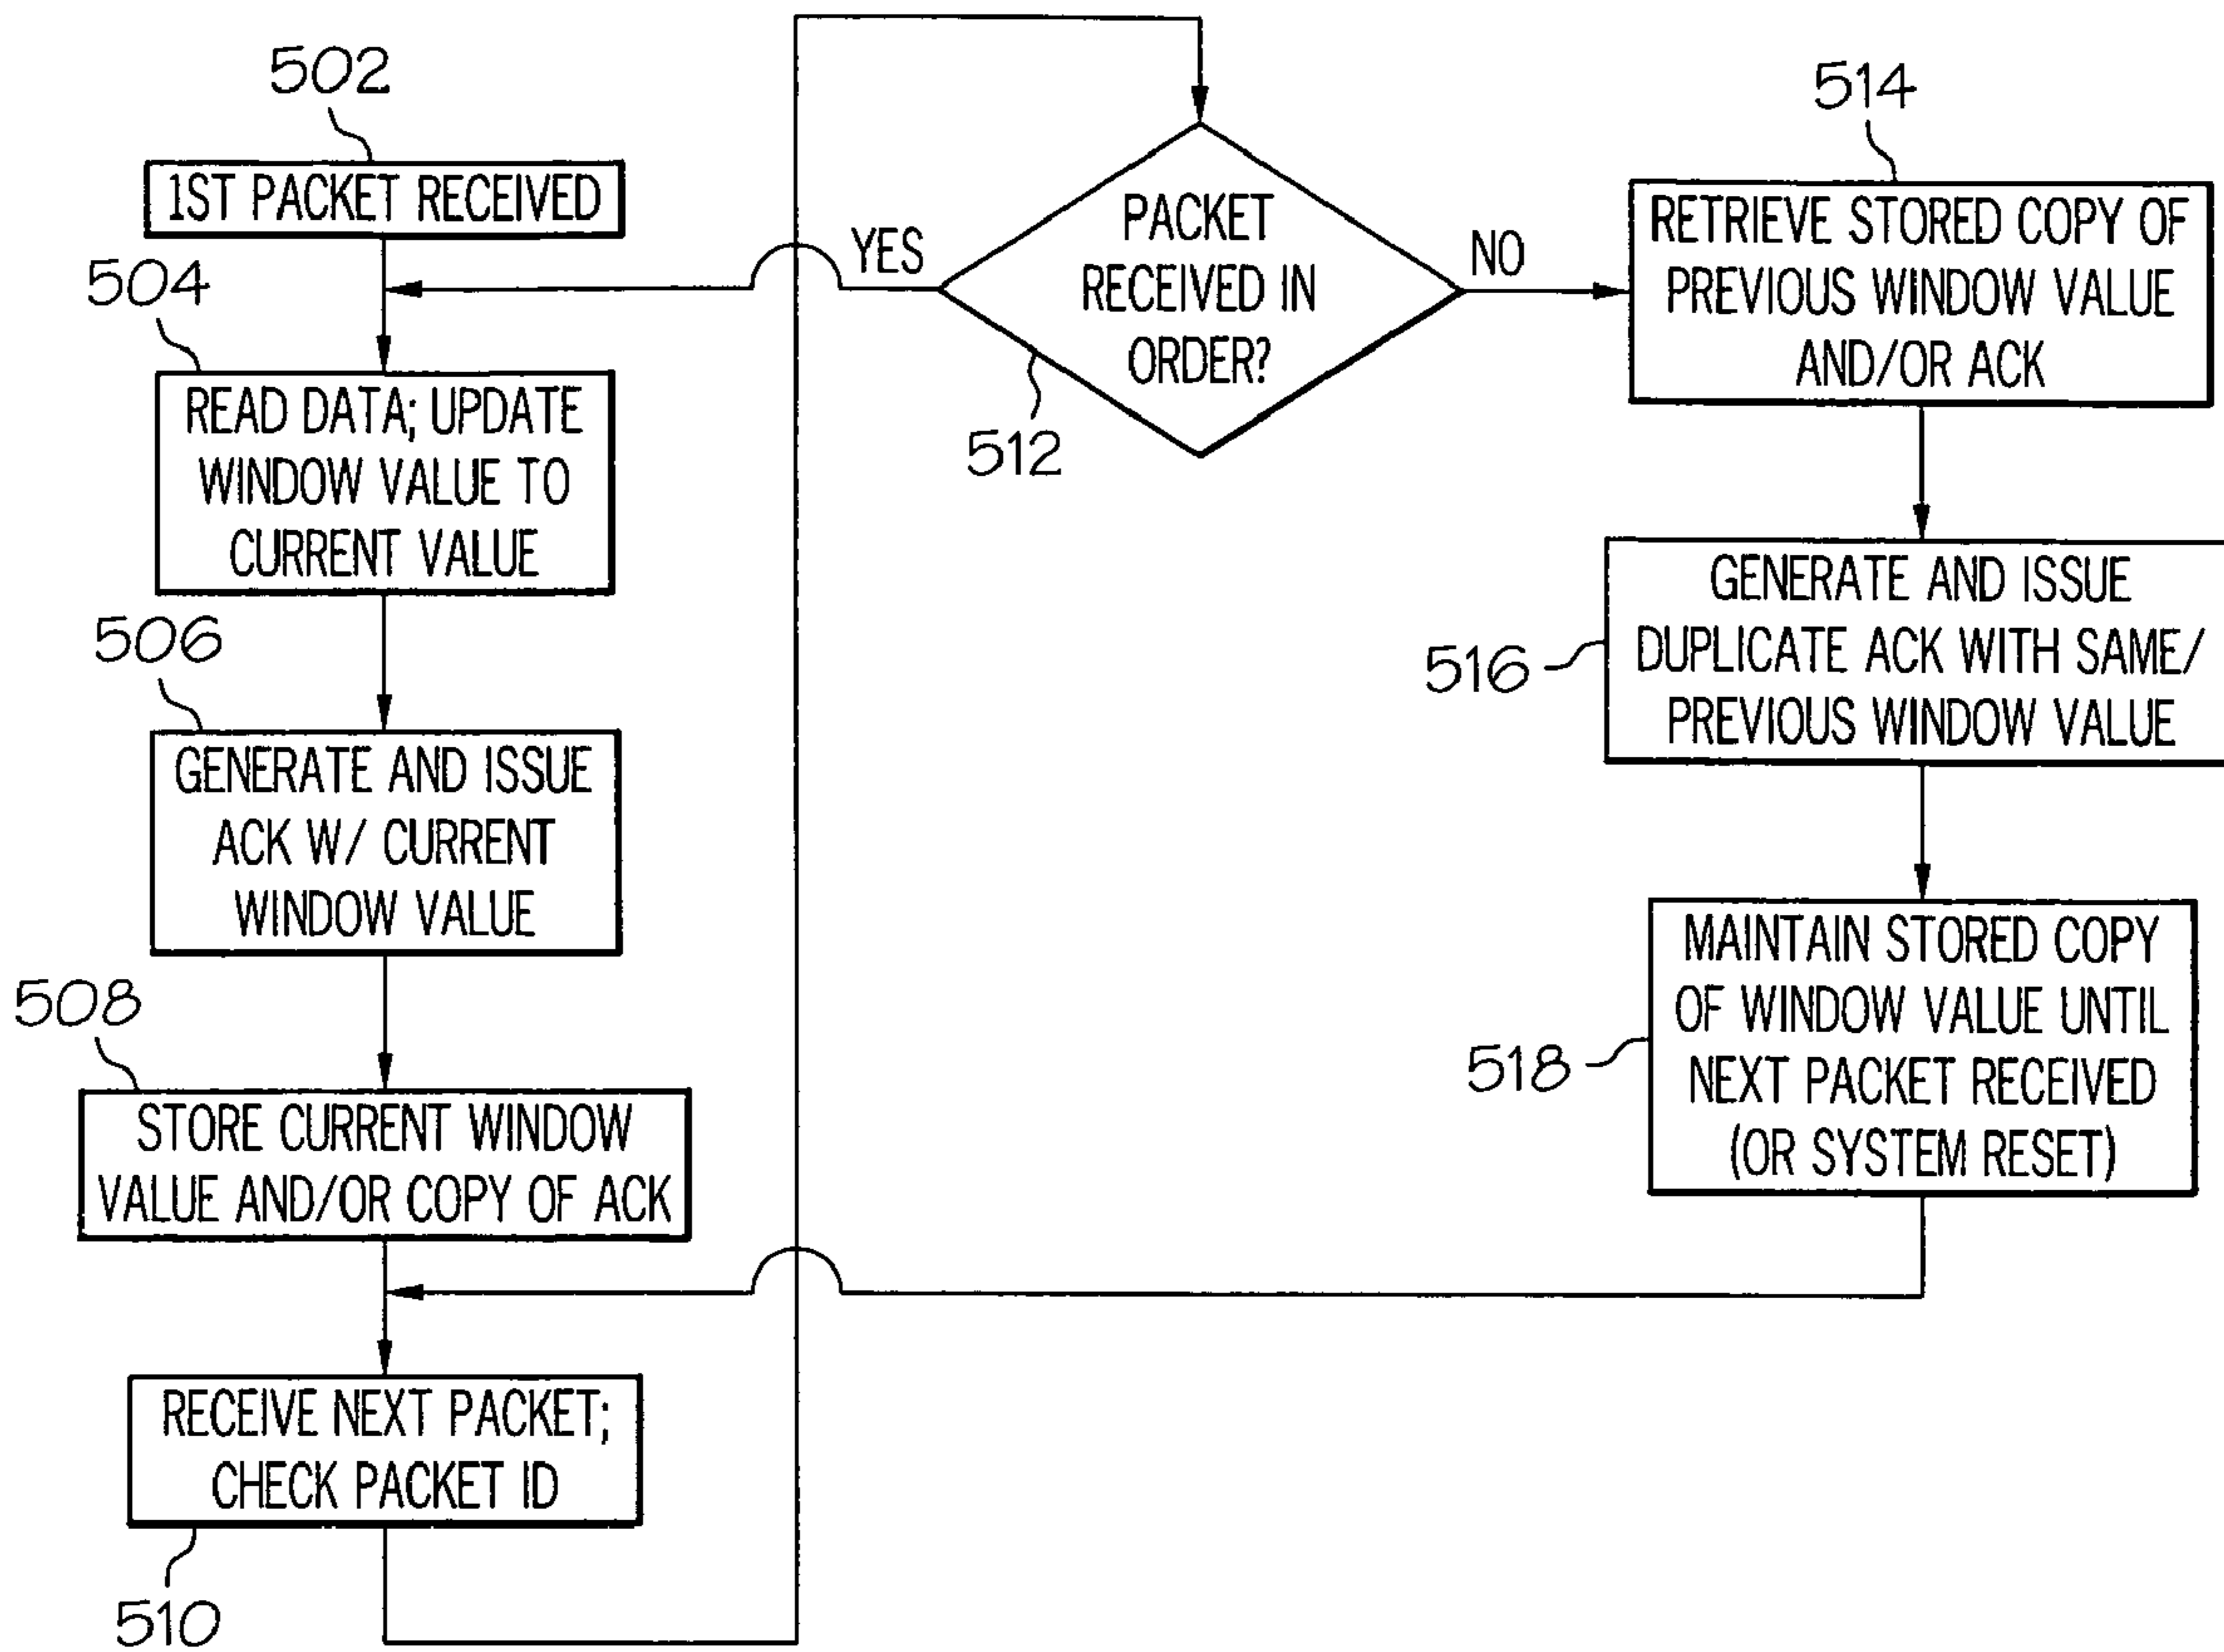 502
1ST PACKET RECEIVED
504
READ DATA; UPDATE
WINDOW VALUE TO
CURRENT VALUE
506
GENERATE AND ISSUE
ACK W/ CURRENT
WINDOW VALUE
508
STORE CURRENT WINDOW
VALUE AND/OR COPY OF ACK
RECEIVE NEXT PACKET;
CHECK PACKET ID
510
YES
PACKET
RECEIVED IN
ORDER?
512
NO
514
RETRIEVE STORED COPY OF
PREVIOUS WINDOW VALUE
AND/OR ACK
516
GENERATE AND ISSUE
DUPLICATE ACK WITH SAME/
PREVIOUS WINDOW VALUE
518
MAINTAIN STORED COPY
OF WINDOW VALUE UNTIL
NEXT PACKET RECEIVED
(OR SYSTEM RESET)